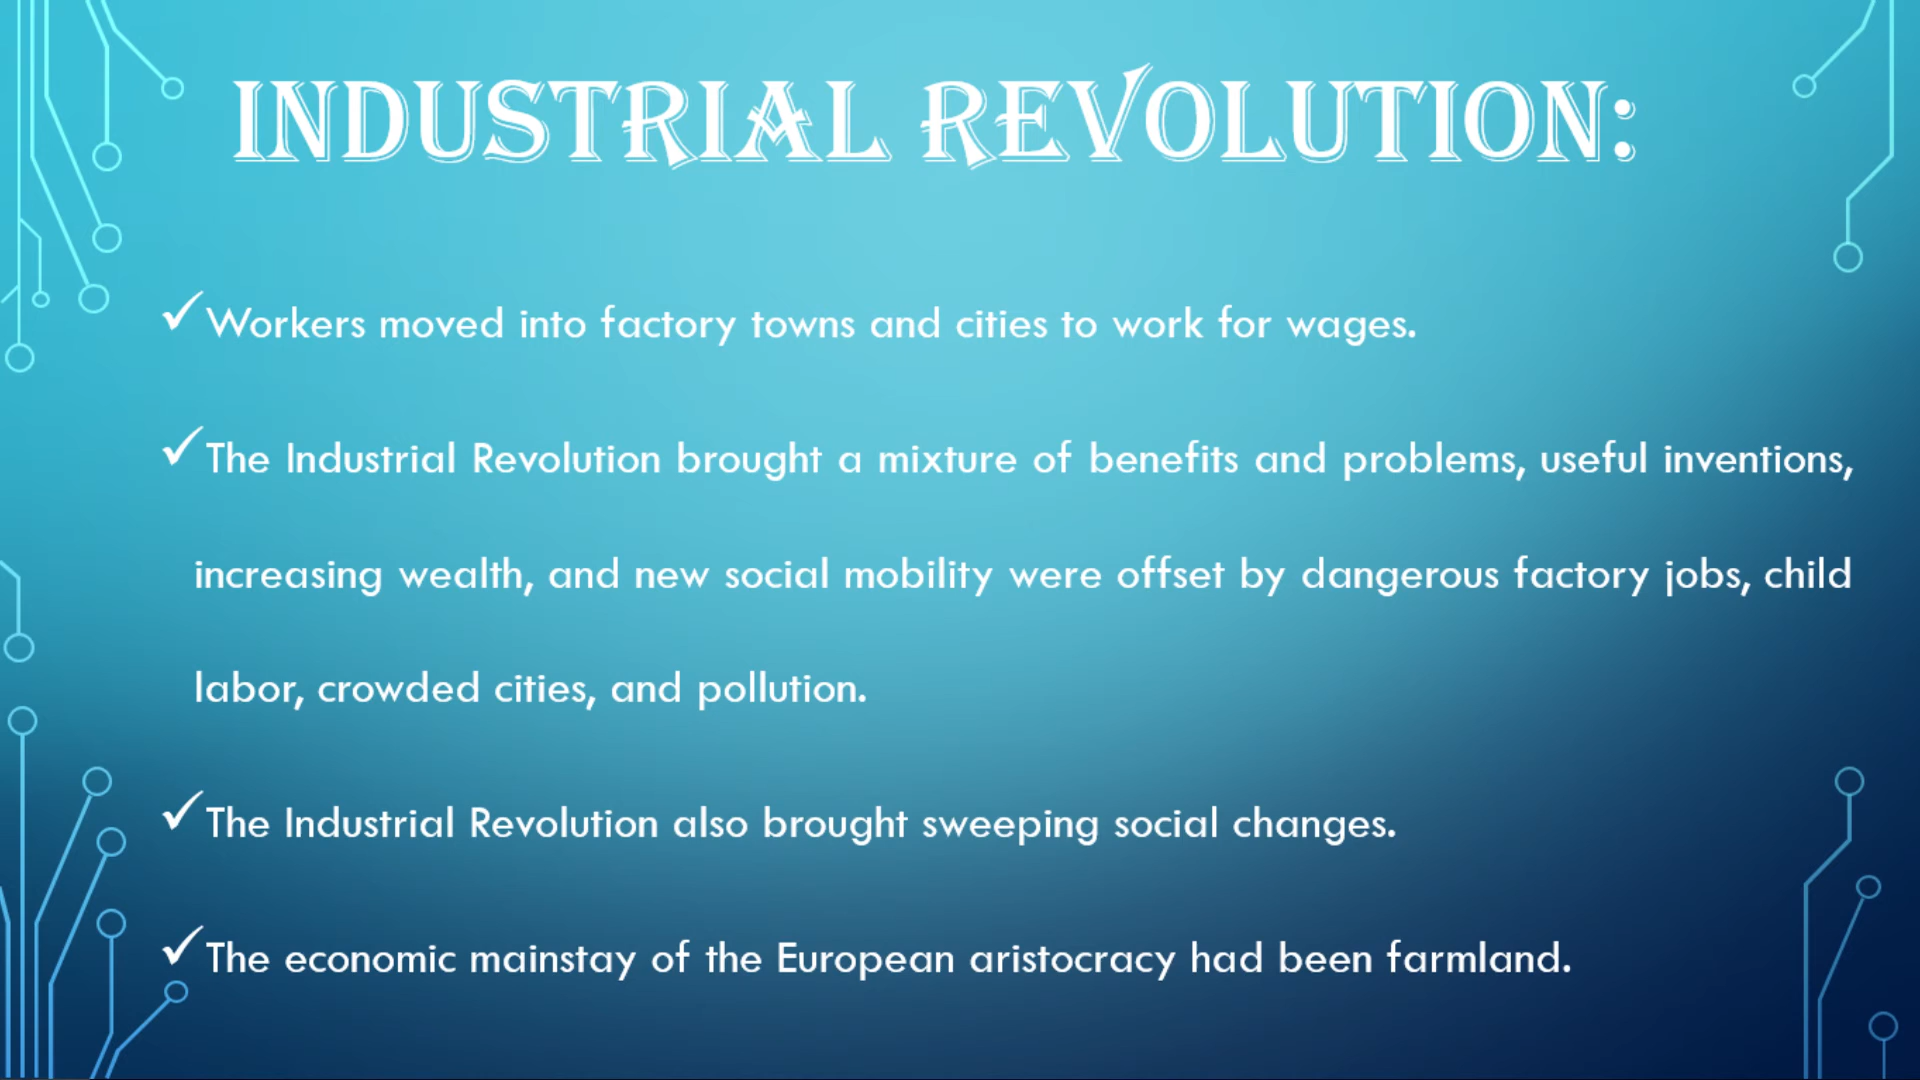 INDUSTRIAL REVOLUTION:
✓Workers moved into factory towns and cities to work for wages.
✓The Industrial Revolution brought a mixture of benefits and problems, useful inventions,
increasing wealth, and new social mobility were offset by dangerous factory jobs, child
labor, crowded cities, and pollution.
✓The Industrial Revolution also brought sweeping social changes.
✓The economic mainstay of the European aristocracy had been farmland.